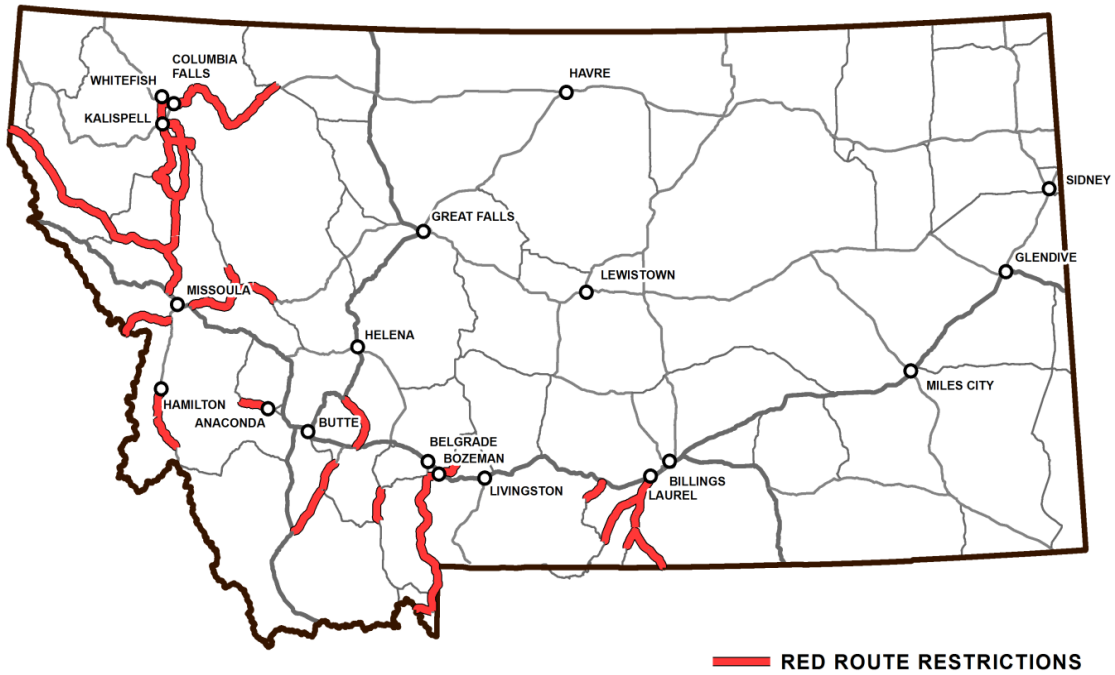 COLUMBIA
FALLS
WHITEFISH
KALISPELL
HAVRE
SIDNEY
GREAT FALLS
GLENDIVE
LEWISTOWN
MISSOULA
HELENA
MILES CITY
HAMILTON
ANACONDA
BUTTE
BELGRADE
BOZEMAN
LIVINGSTON
BILLINGS
LAUREL
RED ROUTE RESTRICTIONS